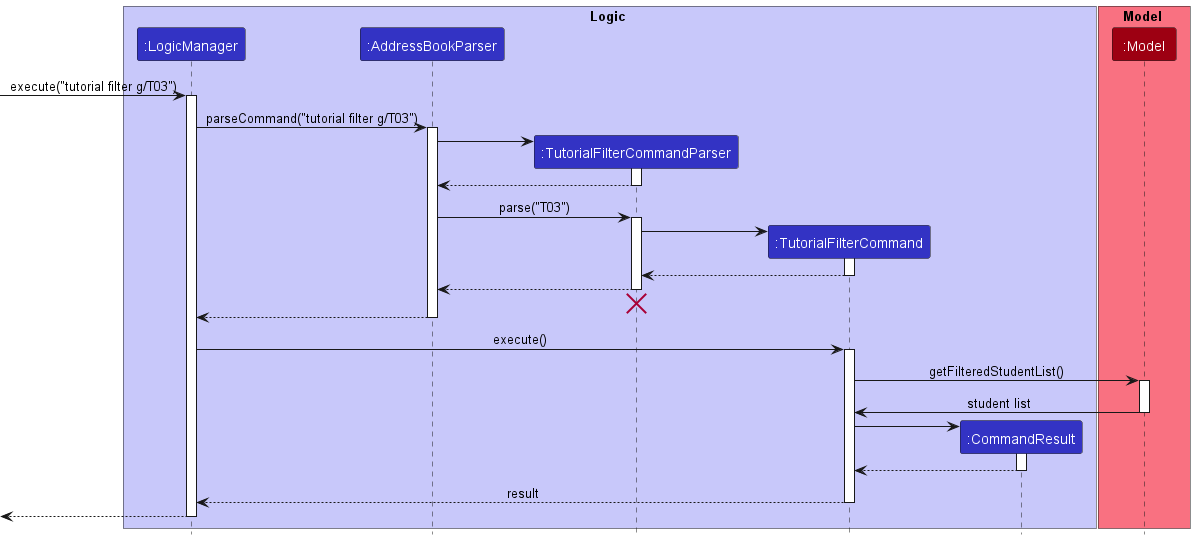 Logic
Model
:LogicManager
:AddressBookParser
:Model
execute("tutorial filter g/T03")
parseCommand("tutorial filter g/T03")
:TutorialFilterCommandParser
parse("T03")
:TutorialFilterCommand
execute()
getFilteredStudentList()
student list
:CommandResult
result